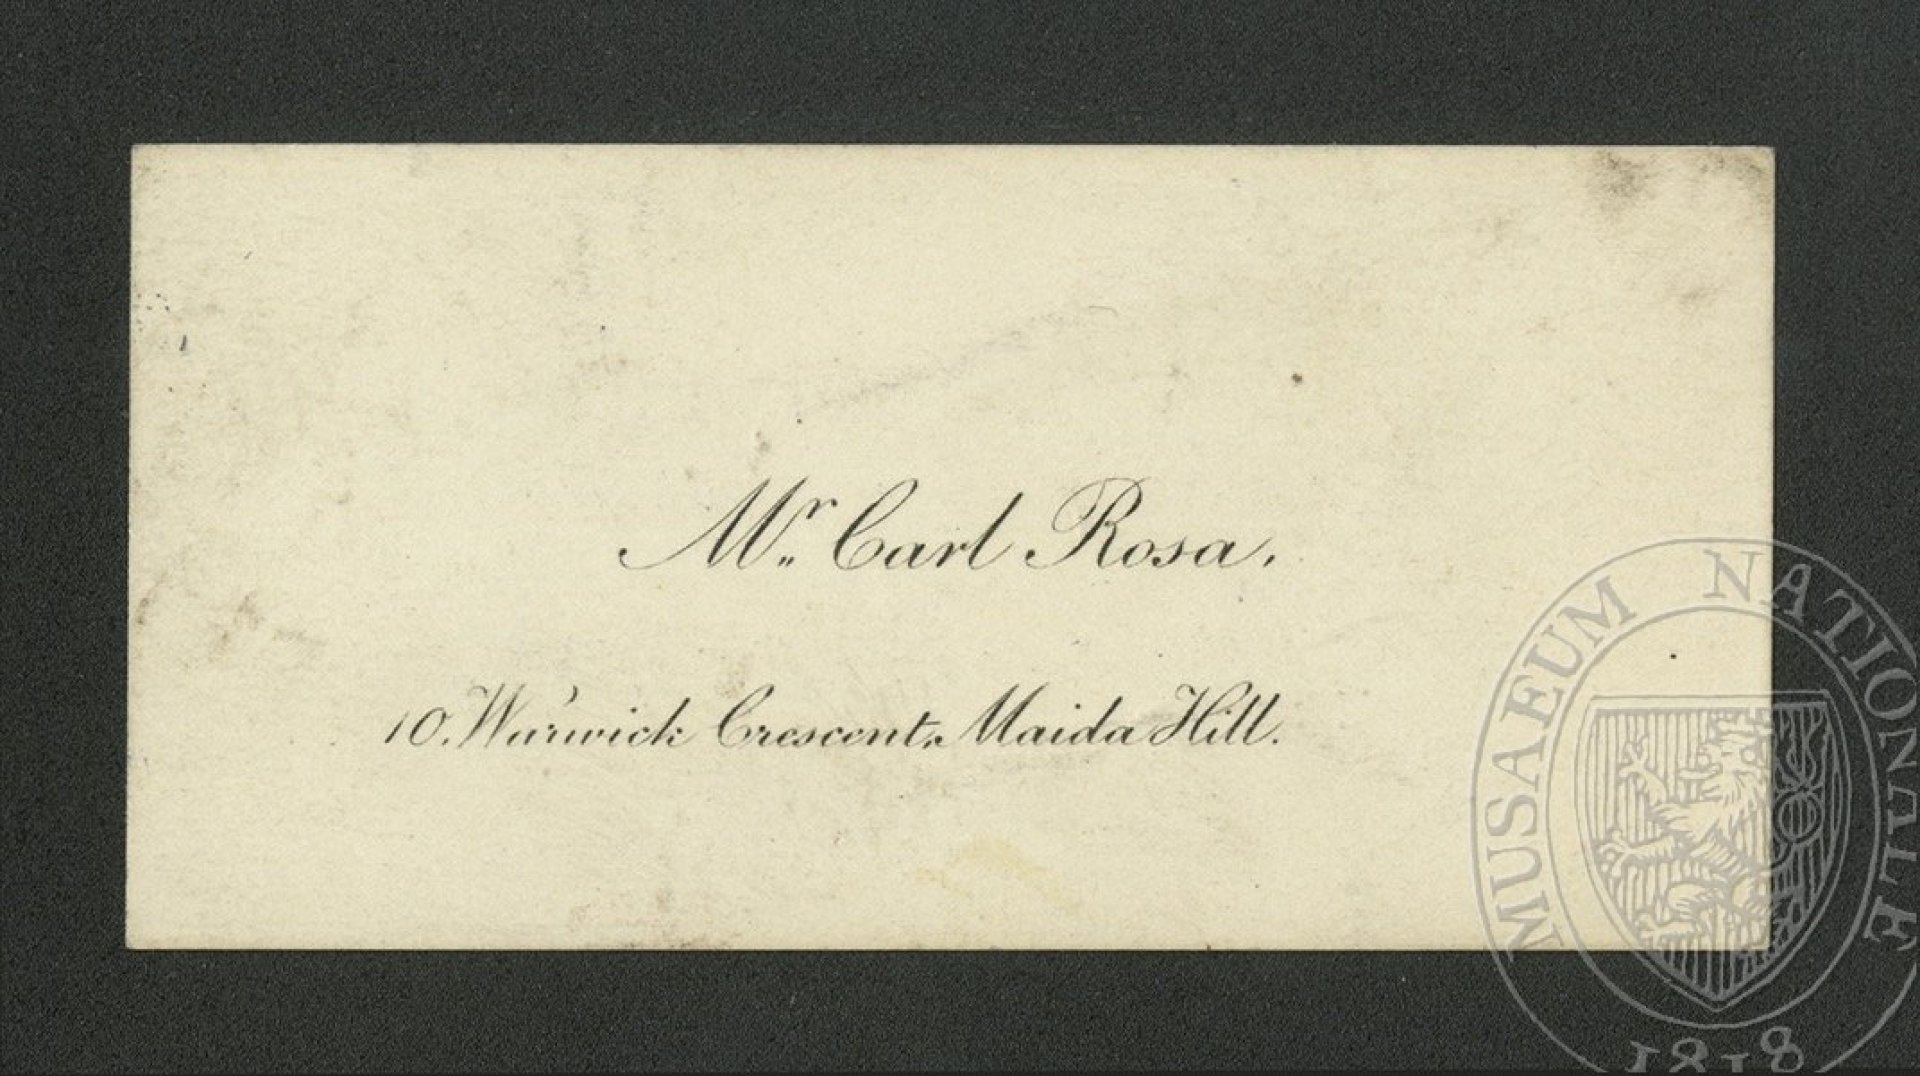 Mr. Carl Rosa.
10. Warwick Crescent, Maida Hill.
MUSAEUM NATIONALE
1818